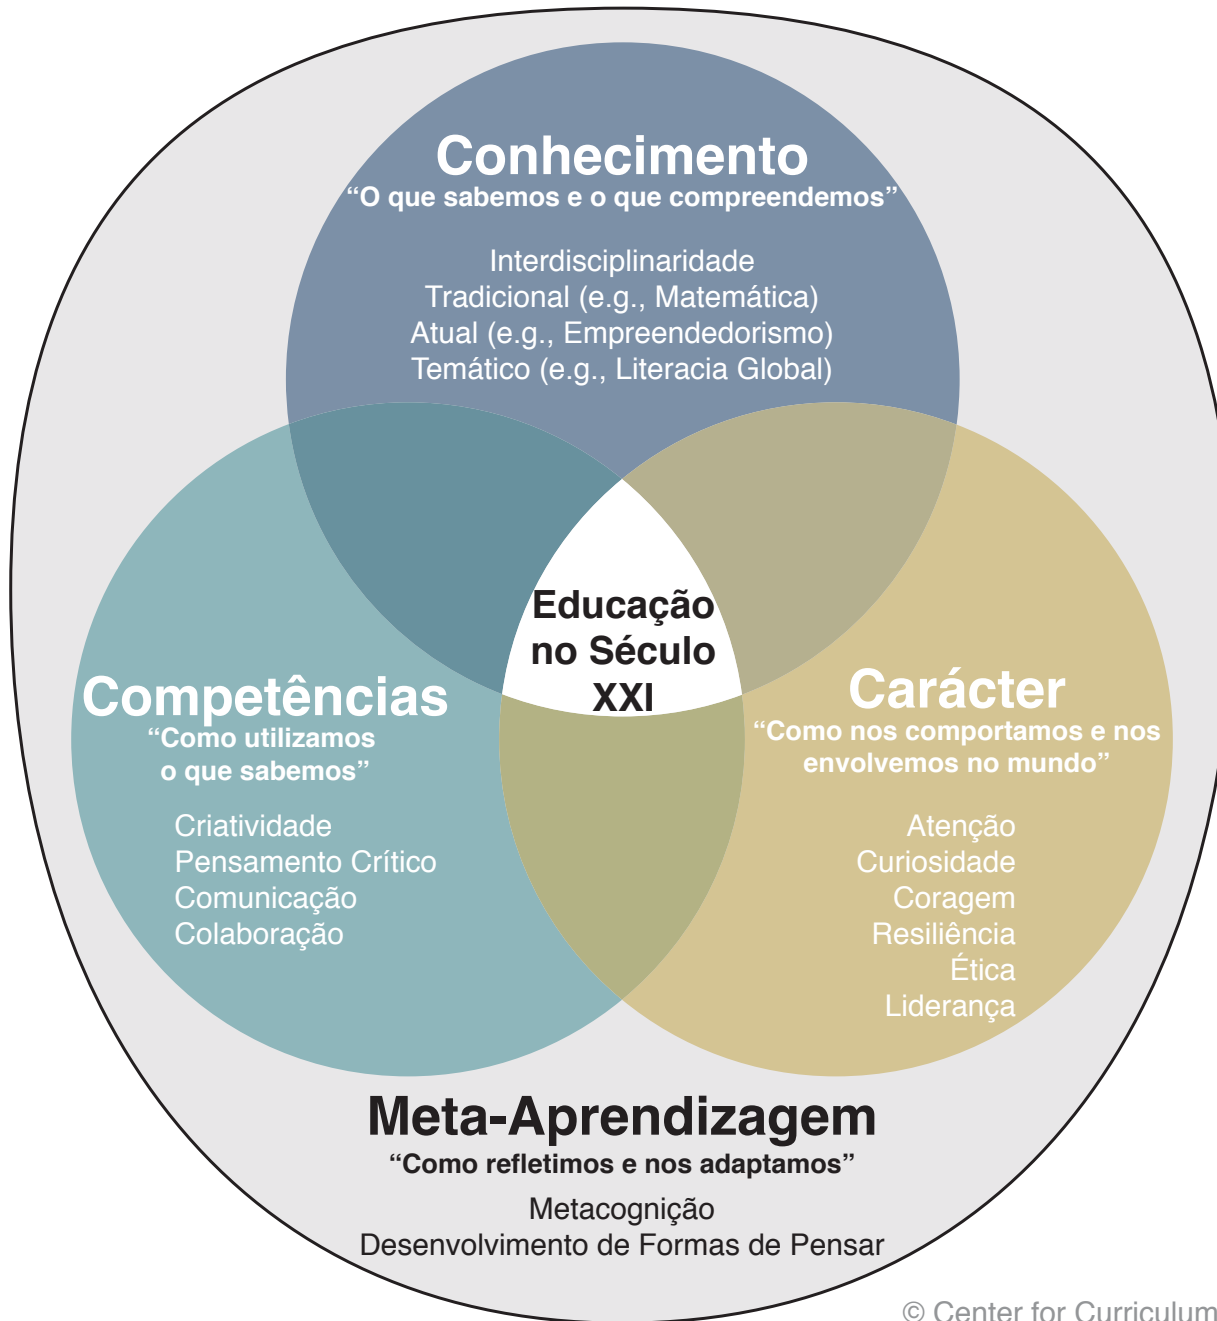 Conhecimento
“O que sabemos e o que compreendemos”
Interdisciplinaridade
Tradicional (e.g., Matemática)
Atual (e.g., Empreendedorismo)
Temático (e.g., Literacia Global)
Educação
no Século
XXI
Competências
“Como utilizamos
o que sabemos”
Criatividade
Pensamento Crítico
Comunicação
Colaboração
Carácter
“Como nos comportamos e nos
envolvemos no mundo”
Atenção
Curiosidade
Coragem
Resiliência
Ética
Liderança
Meta-Aprendizagem
“Como refletimos e nos adaptamos”
Metacognição
Desenvolvimento de Formas de Pensar
© Center for Curriculum